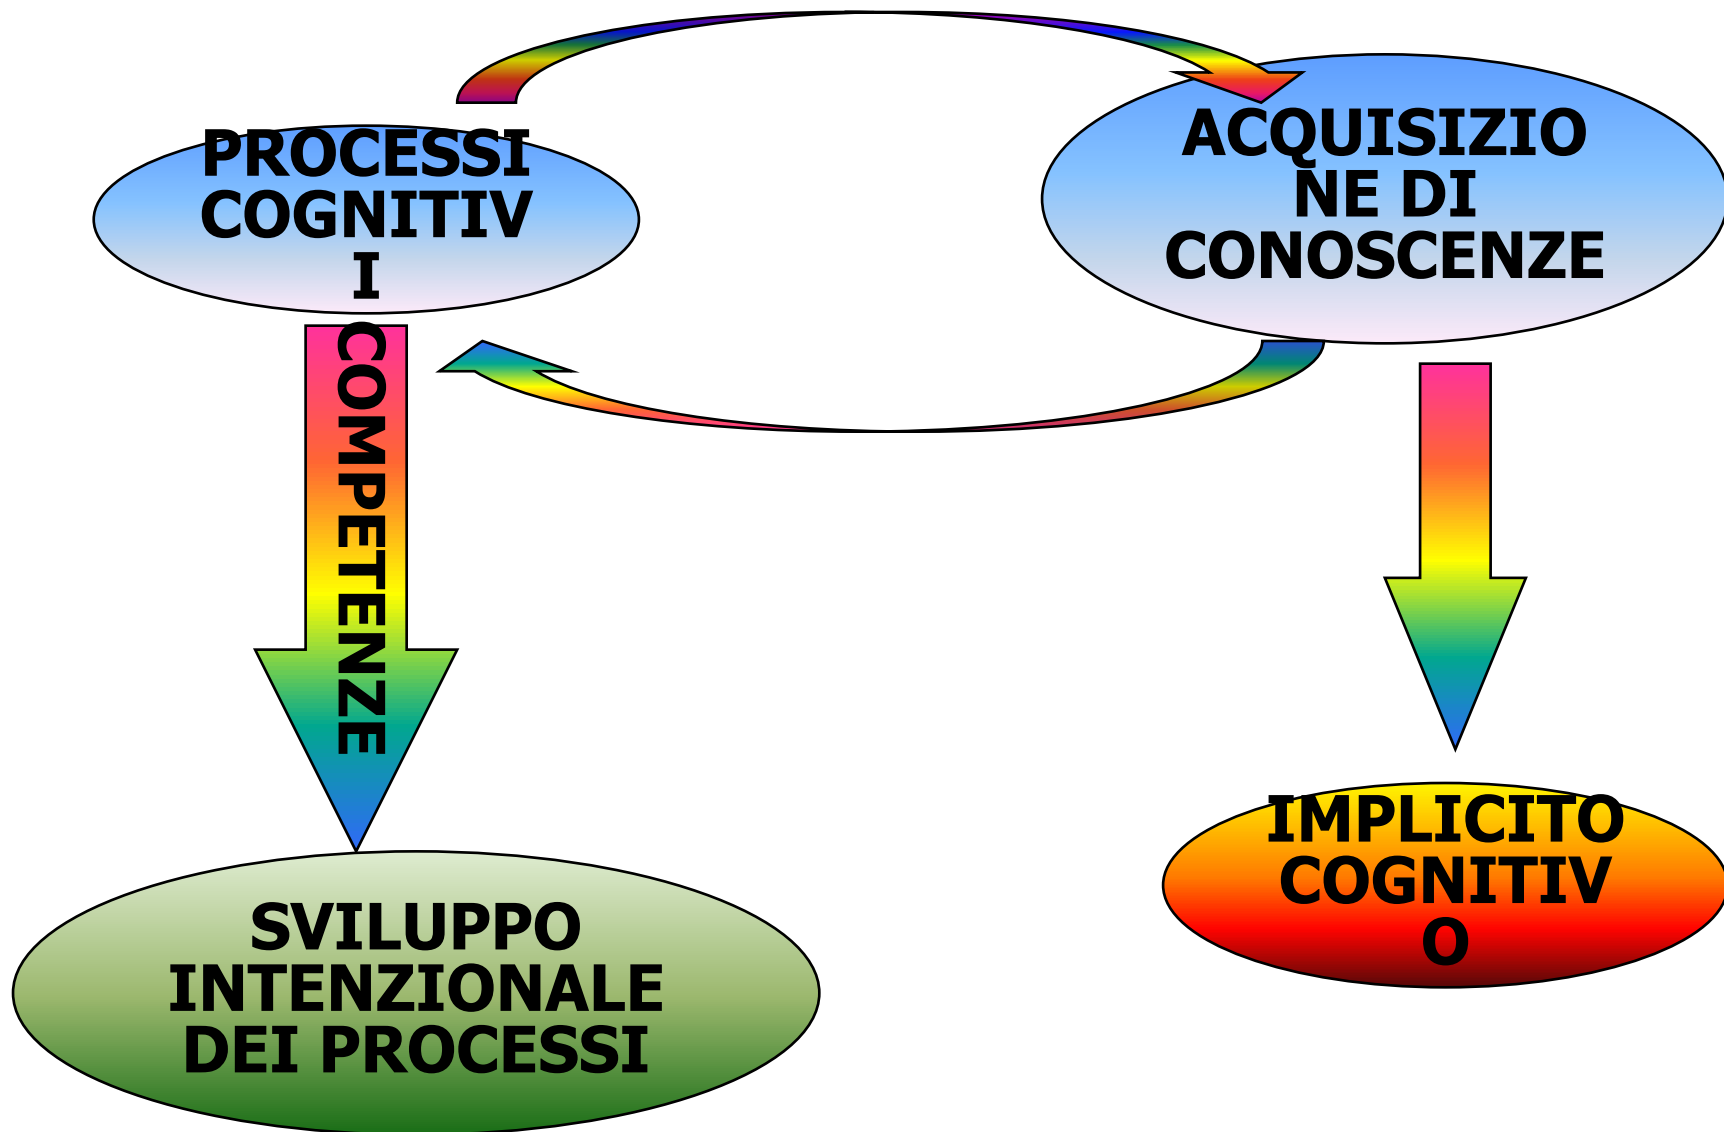 PROCESSI
COGNITIV
I
ACQUISIZIO
NE DI
CONOSCENZE
COMPETENZE
IMPLICITO
COGNITIV
O
SVILUPPO
INTENZIONALE
DEI PROCESSI